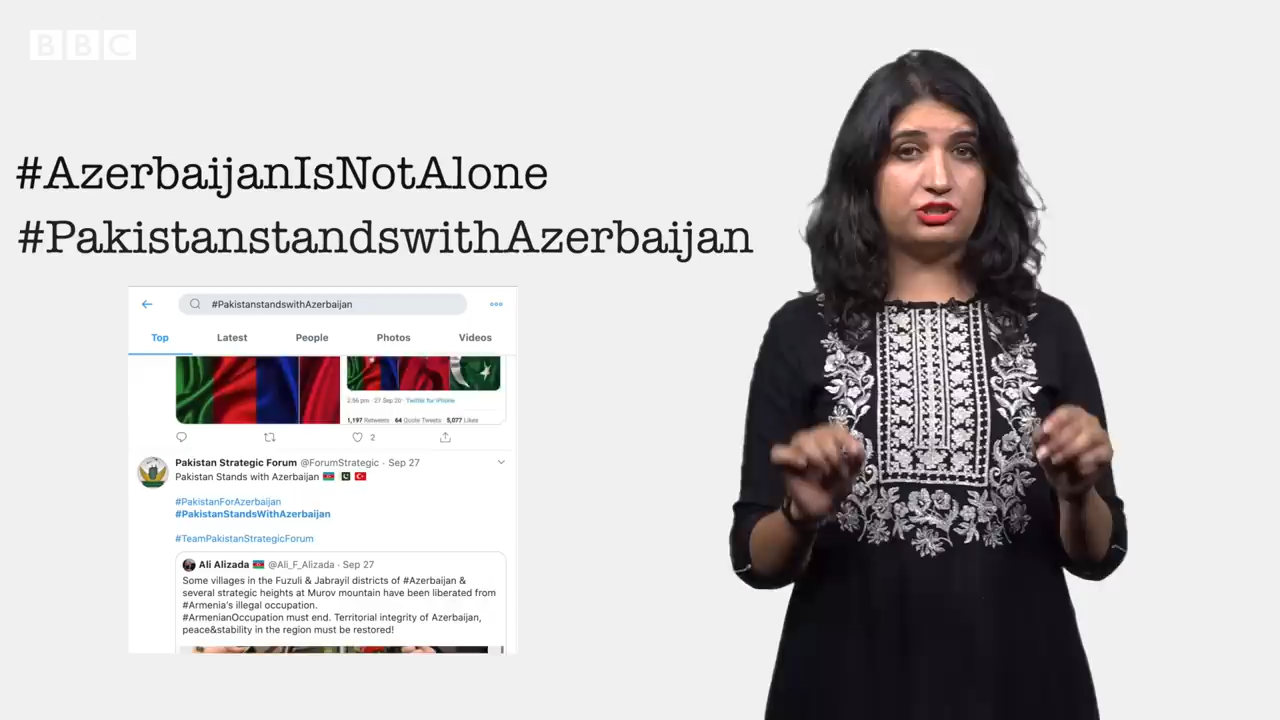 BBC
#AzerbaijanIsNotAlone
#PakistanstandswithAzerbaijan
#PakistanstandswithAzerbaijan
Top Latest People Photos Videos
2:56 pm · 27 Sep 20 · Twitter for iPhone
1,197 Retweets 64 Quote Tweets 5,077 Likes
2
Pakistan Strategic Forum @ForumStrategic · Sep 27
Pakistan Stands with Azerbaijan 🇦🇿 🇵🇰 🇹🇷
#PakistanForAzerbaijan
#PakistanStandsWithAzerbaijan
#TeamPakistanStrategicForum
Ali Alizada 🇦🇿 @Ali_F_Alizada · Sep 27
Some villages in the Fuzuli & Jabrayil districts of #Azerbaijan &
several strategic heights at Murov mountain have been liberated from
#Armenia's illegal occupation.
#ArmenianOccupation must end. Territorial integrity of Azerbaijan,
peace&stability in the region must be restored!